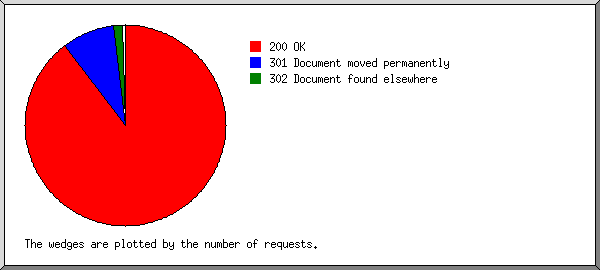 200 OK
301 Document moved permanently
302 Document found elsewhere
The wedges are plotted by the number of requests.